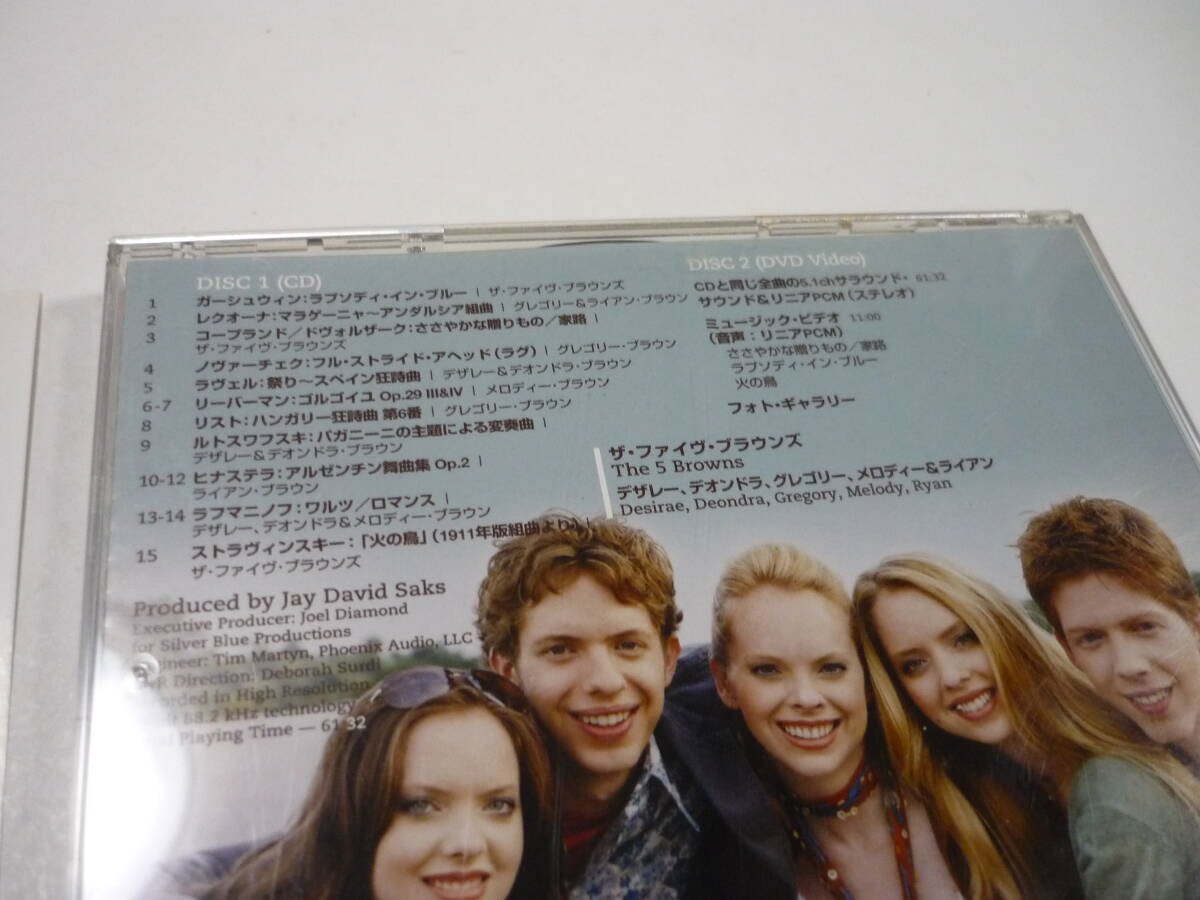 DISC 1 (CD)
1 ガーシュウィン:ラプソディ・イン・ブルー | ザ・ファイヴ・ブラウンズ
2 レクオーナ:マラゲーニャ〜アンダルシア組曲 | グレゴリー&ライアン・ブラウン
3 コープランド/ドヴォルザーク:ささやかな贈りもの/家路 |
ザ・ファイヴ・ブラウンズ
4 ノヴァーチェク:フル・ストライド・アヘッド(ラグ) | グレゴリー・ブラウン
5 ラヴェル:祭り〜スペイン狂詩曲 | デザレー&デオンドラ・ブラウン
6-7 リーバーマン:ゴルゴイユ Op.29 III&IV | メロディー・ブラウン
8 リスト:ハンガリー狂詩曲 第6番 | グレゴリー・ブラウン
9 ルトスワフスキ:パガニーニの主題による変奏曲 |
デザレー&デオンドラ・ブラウン
10-12 ヒナステラ:アルゼンチン舞曲集 Op.2 |
ライアン・ブラウン
13-14 ラフマニノフ:ワルツ/ロマンス |
デザレー、デオンドラ&メロディー・ブラウン
15 ストラヴィンスキー:「火の鳥」(1911年版組曲より) |
ザ・ファイヴ・ブラウンズ
Produced by Jay David Saks
Executive Producer: Joel Diamond
for Silver Blue Productions
Engineer: Tim Martyn, Phoenix Audio, LLC
Direction: Deborah Surdi
Recorded in High Resolution
88.2 kHz technology
Total Playing Time — 61 32
DISC 2 (DVD Video)
CDと同じ全曲の5.1chサラウンド・ 61:32
サウンド&リニアPCM(ステレオ)
ミュージック・ビデオ 11:00
(音声:リニアPCM)
ささやかな贈りもの/家路
ラプソディ・イン・ブルー
火の鳥
フォト・ギャラリー
ザ・ファイヴ・ブラウンズ
The 5 Browns
デザレー、デオンドラ、グレゴリー、メロディー&ライアン
Desirae, Deondra, Gregory, Melody, Ryan